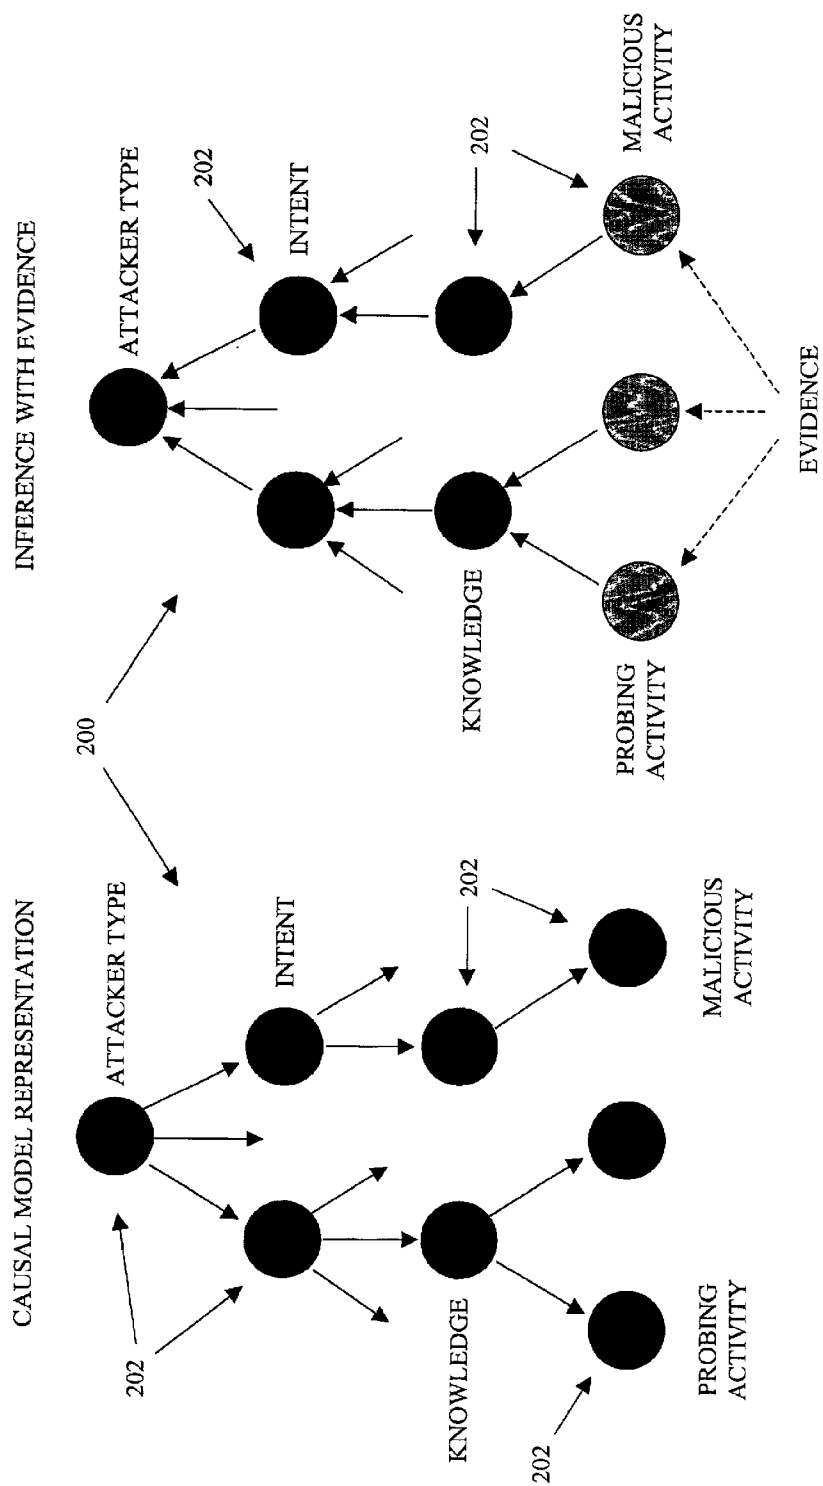 CAUSAL MODEL REPRESENTATION
202
ATTACKER TYPE
INTENT
202
KNOWLEDGE
202
PROBING
ACTIVITY
MALICIOUS
ACTIVITY
200
INFERENCE WITH EVIDENCE
ATTACKER TYPE
202
INTENT
202
KNOWLEDGE
PROBING
ACTIVITY
MALICIOUS
ACTIVITY
EVIDENCE